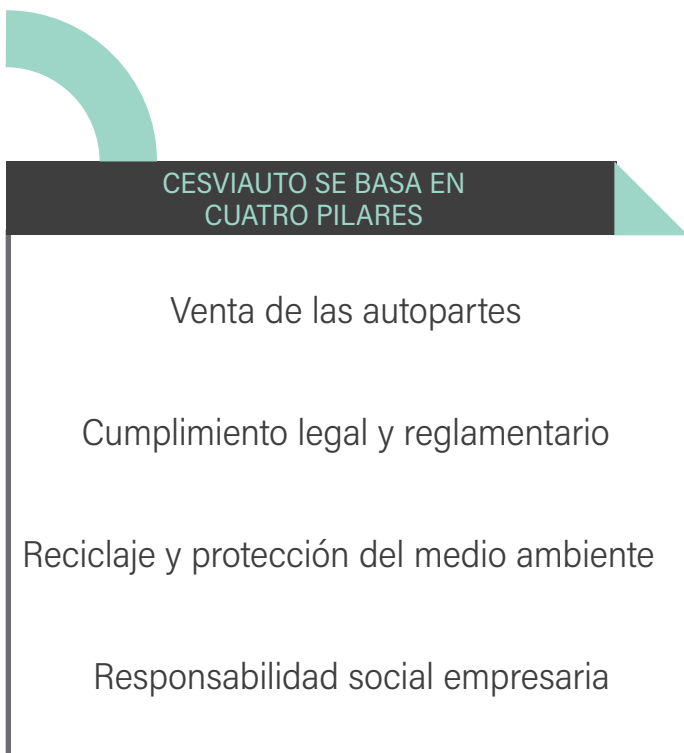 CESVIAUTO SE BASA EN
CUATRO PILARES
Venta de las autopartes
Cumplimiento legal y reglamentario
Reciclaje y protección del medio ambiente
Responsabilidad social empresaria